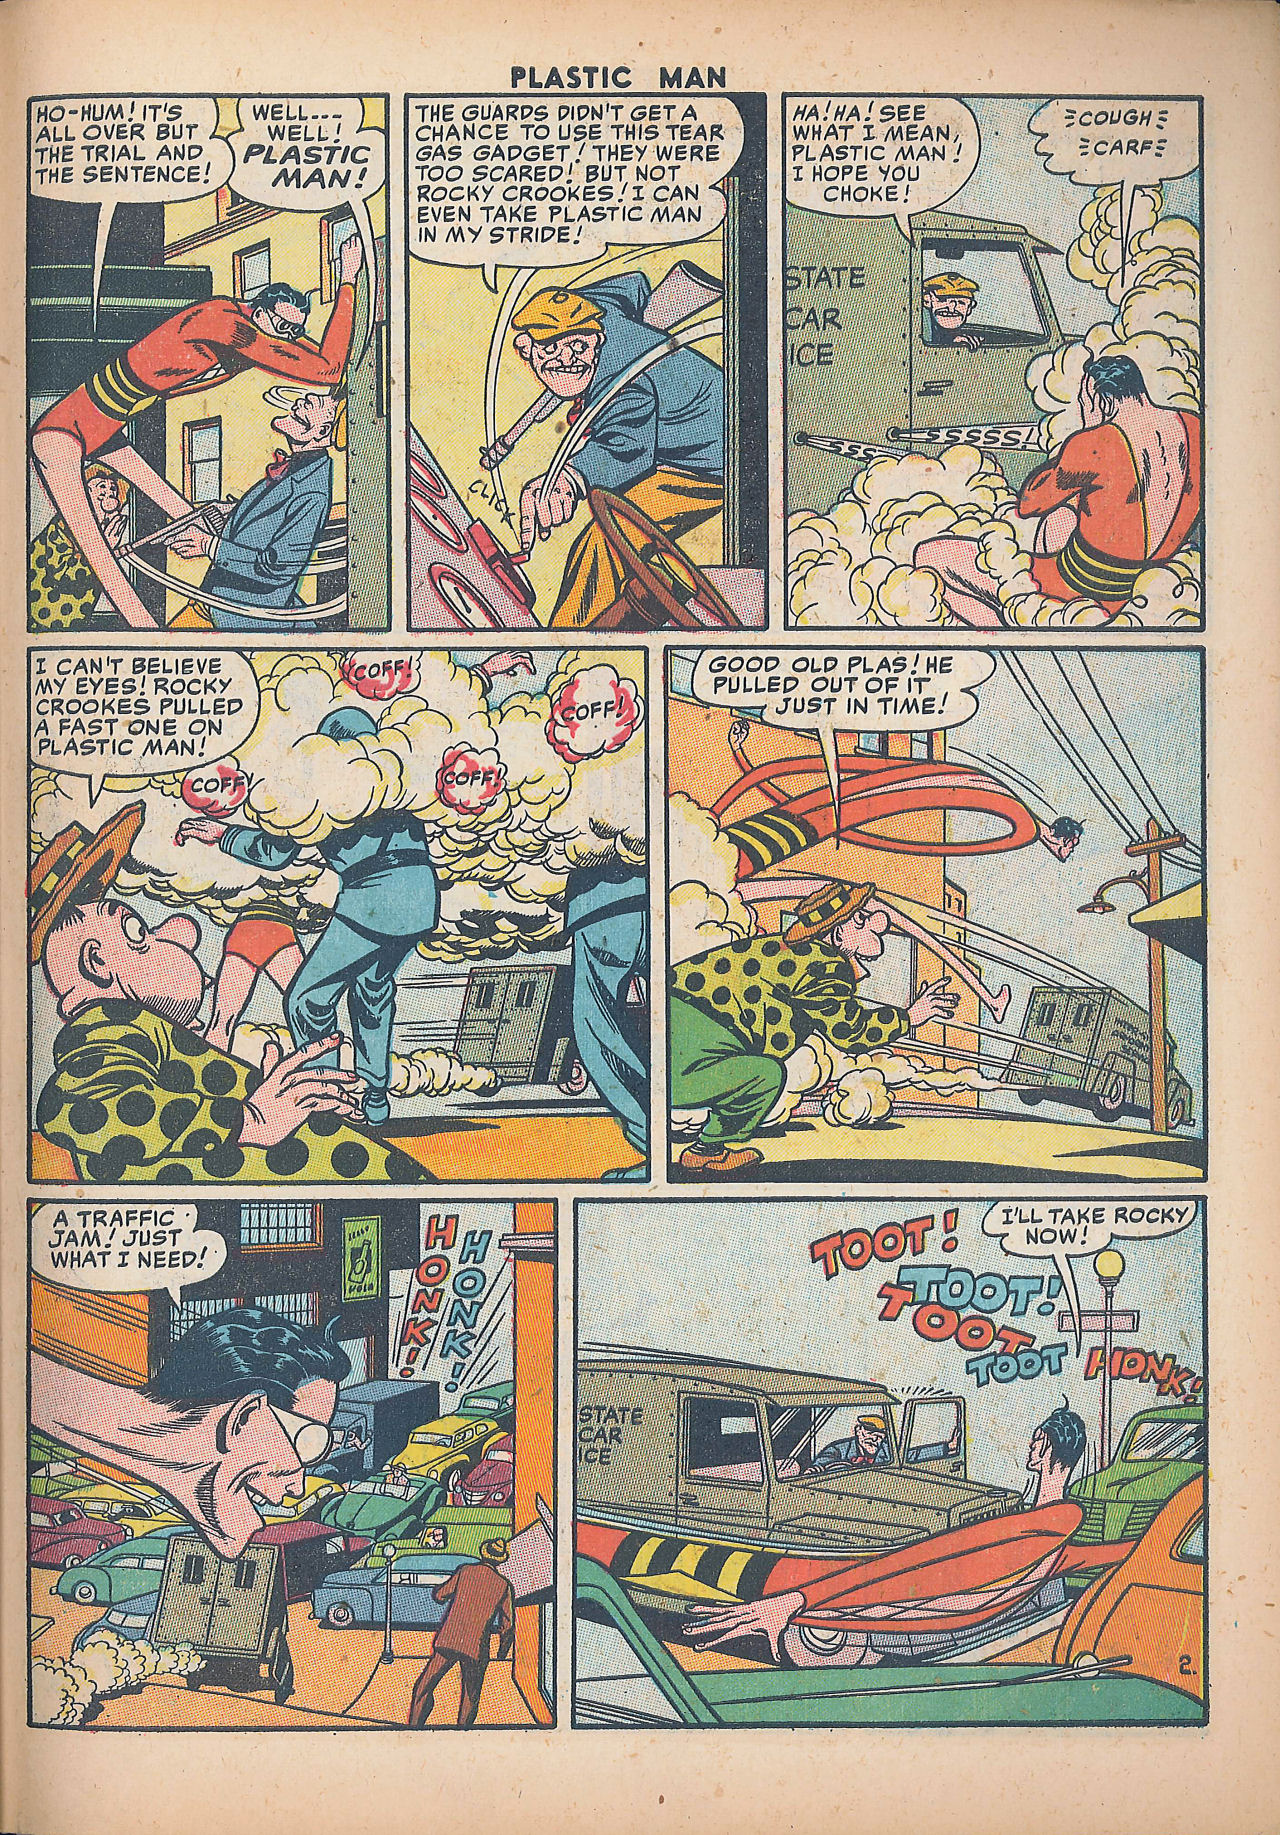 PLASTIC MAN
HO-HUM! IT'S
ALL OVER BUT
THE TRIAL AND
THE SENTENCE!
WELL---
WELL!
PLASTIC
MAN!
THE GUARDS DIDN'T GET A
CHANCE TO USE THIS TEAR
GAS GADGET! THEY WERE
TOO SCARED! BUT NOT
ROCKY CROOKES! I CAN
EVEN TAKE PLASTIC MAN
IN MY STRIDE!
CLICK
HA! HA! SEE
WHAT I MEAN,
PLASTIC MAN!
I HOPE YOU
CHOKE!
COUGH
CARF
STATE
CAR
ICE
SSSSS!
SSS
I CAN'T BELIEVE
MY EYES! ROCKY
CROOKES PULLED
A FAST ONE ON
PLASTIC MAN!
COFF!
COFF!
COFF!
COFF!
GOOD OLD PLAS! HE
PULLED OUT OF IT
JUST IN TIME!
A TRAFFIC
JAM! JUST
WHAT I NEED!
HONK!
HONK!
I'LL TAKE ROCKY
NOW!
TOOT!
TOOT!
TOOT
TOOT
HONK!
STATE
CAR
ICE
2.